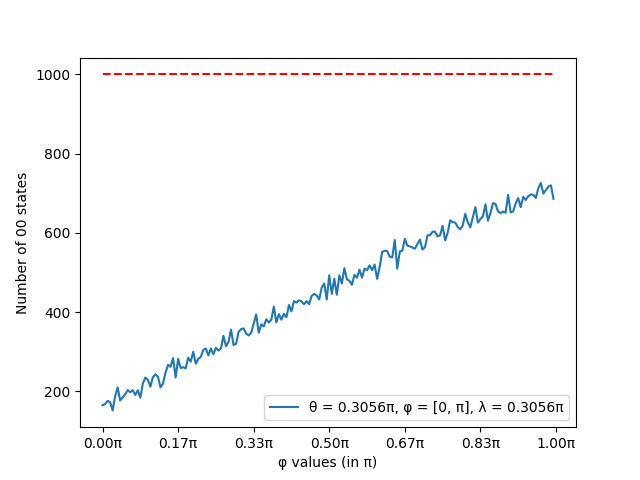 1000
800
600
400
200
Number of 00 states
θ = 0.3056π, φ = [0, π], λ = 0.3056π
0.00π 0.17π 0.33π 0.50π 0.67π 0.83π 1.00π
φ values (in π)